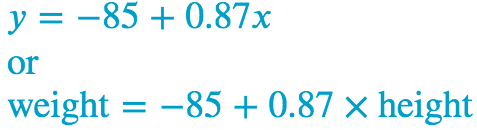 y = −85 + 0.87x
or
weight = −85 + 0.87 × height